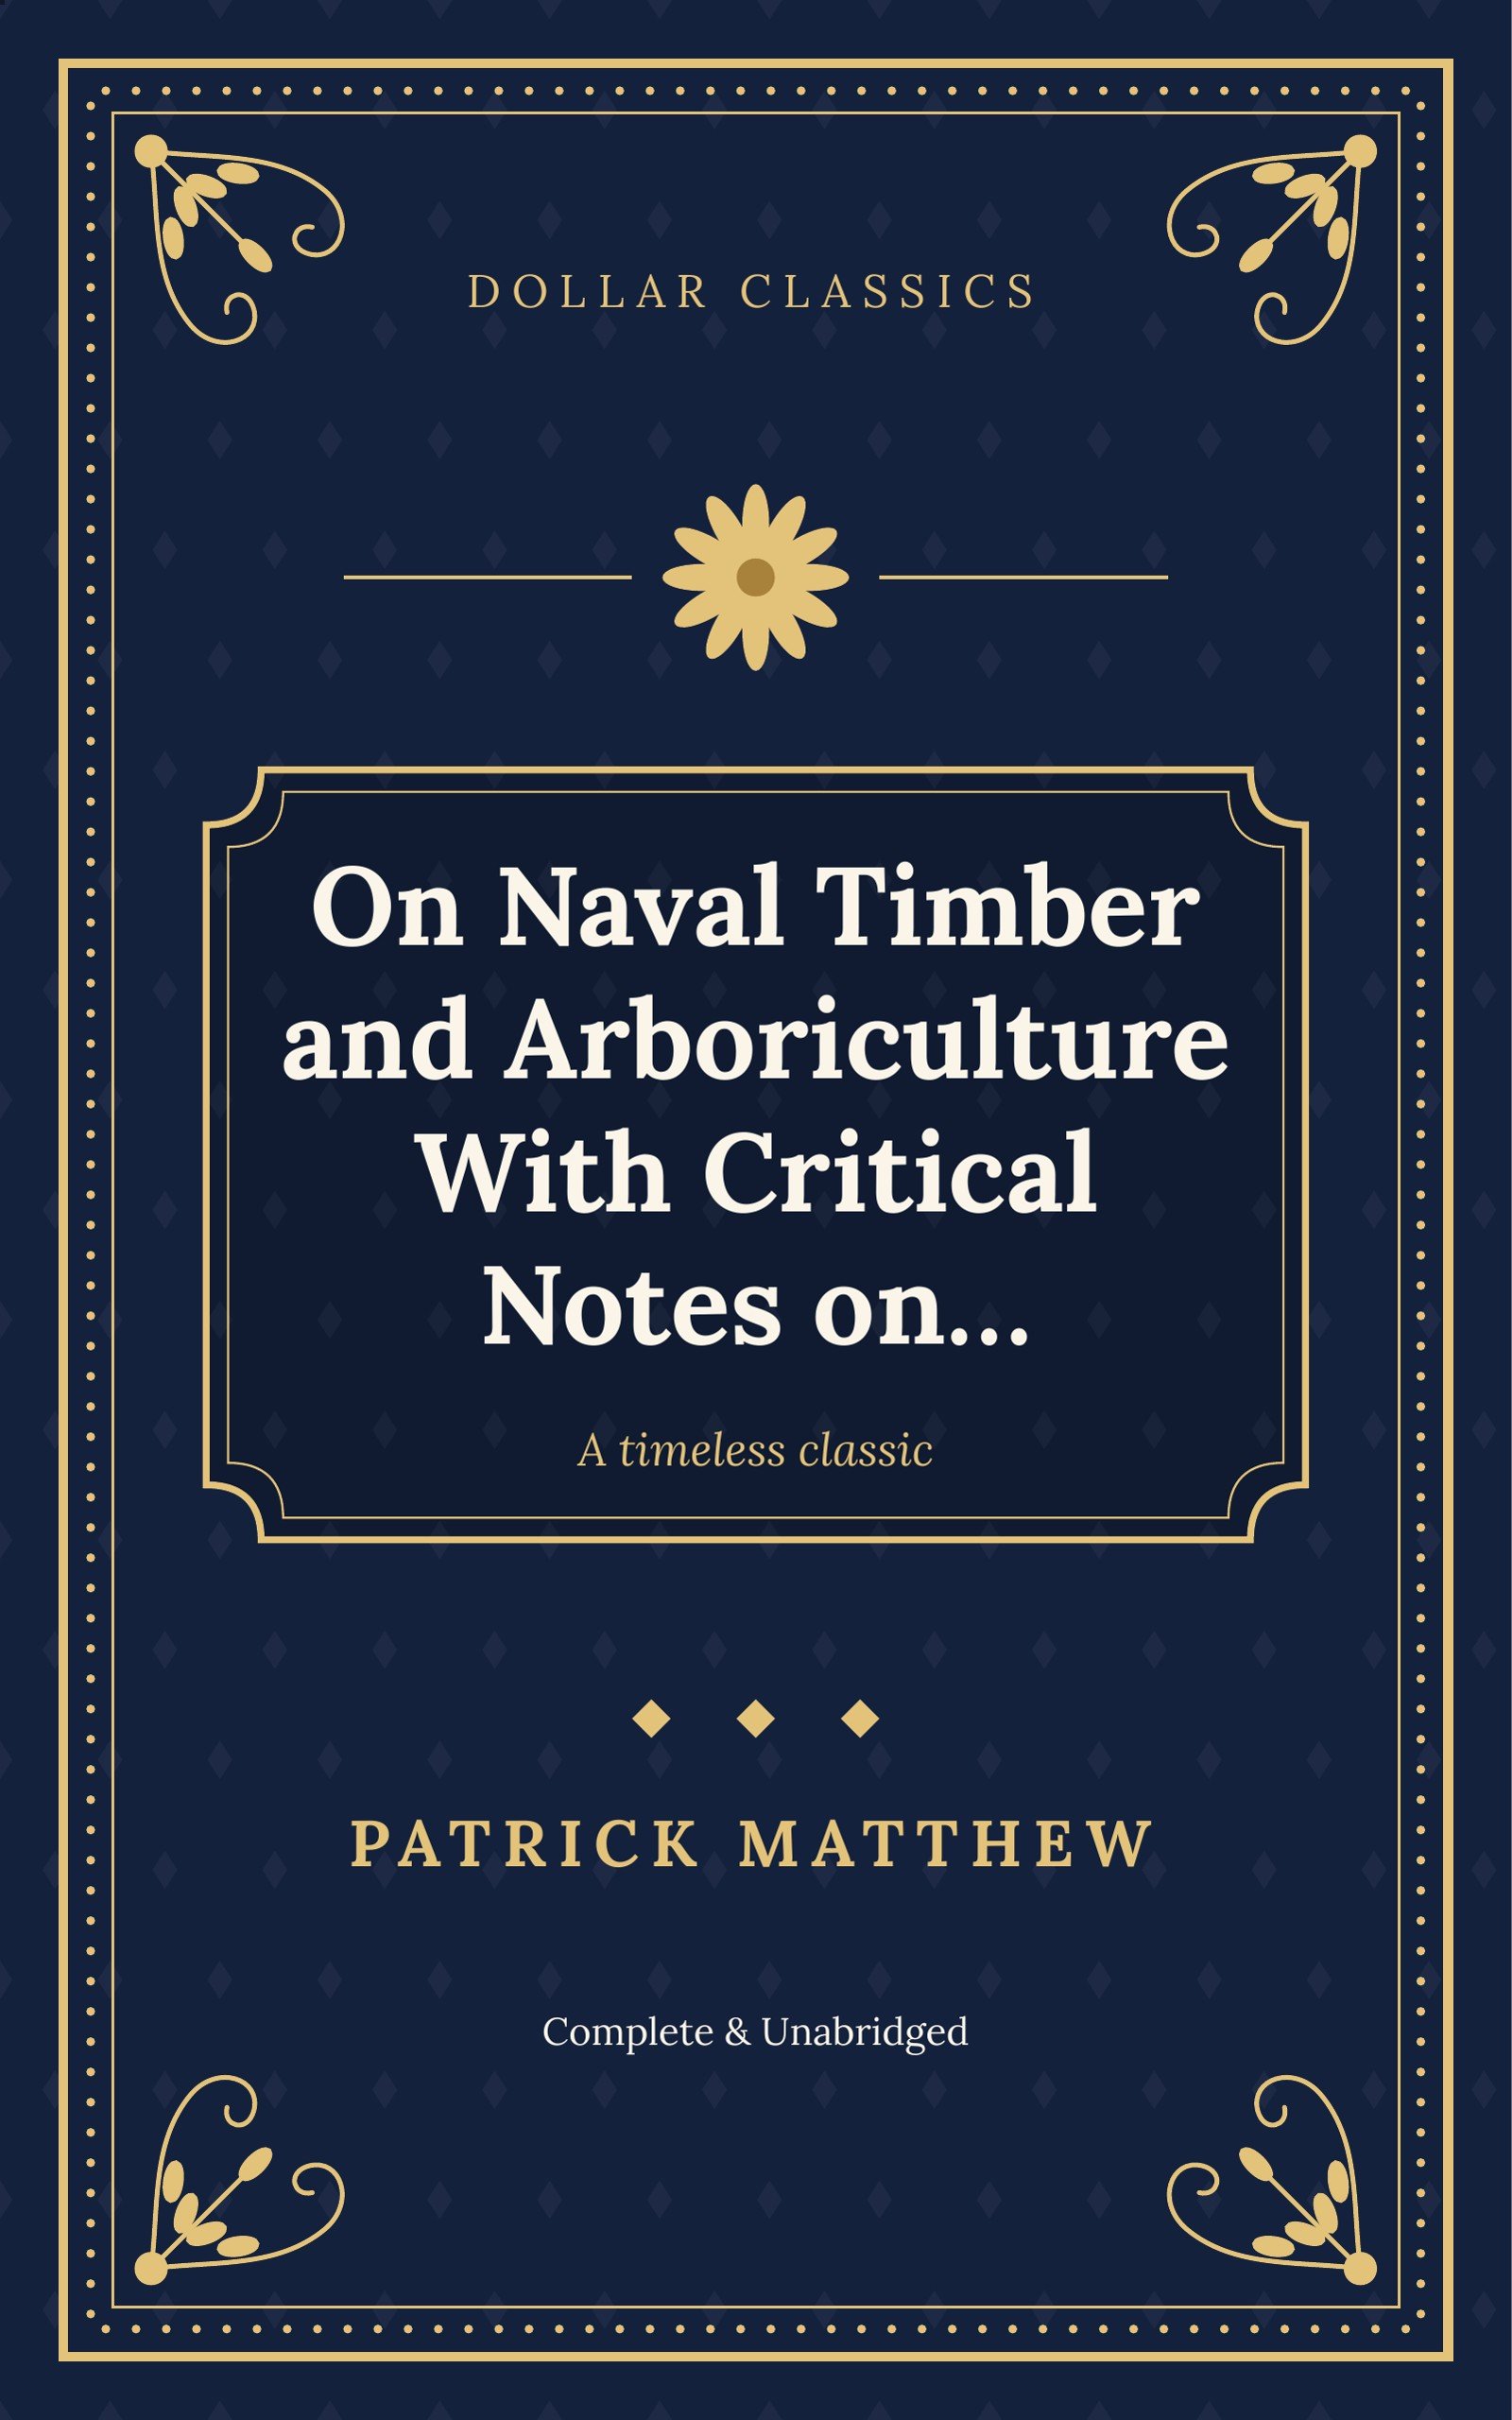 DOLLAR CLASSICS
On Naval Timber
and Arboriculture
With Critical
Notes on...
A timeless classic
PATRICK MATTHEW
Complete & Unabridged